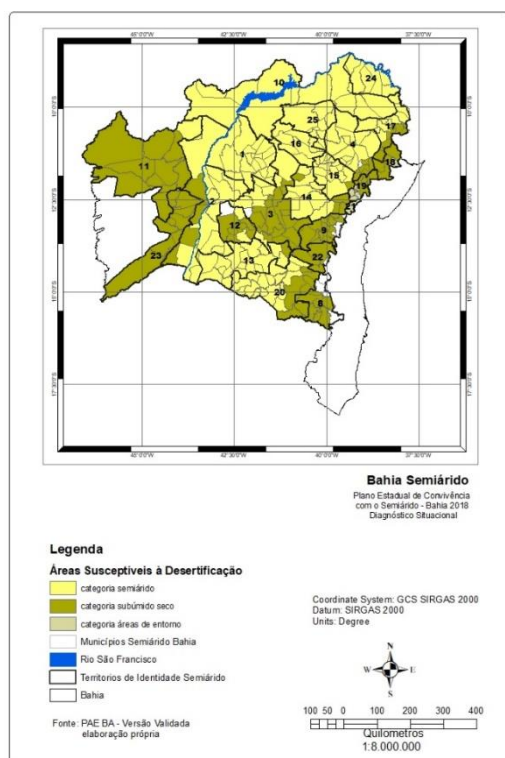 10
24
25
17
16
4
1
18
11
15
19
14
2
3
12
9
23
22
13
20
8
10°0'0"S
10°0'0"S
12°30'0"S
12°30'0"S
15°0'0"S
15°0'0"S
17°30'0"S
17°30'0"S
45°0'0"W
42°30'0"W
40°0'0"W
37°30'0"W
Bahia Semiárido
Plano Estadual de Convivência
com o Semiárido - Bahia 2018
Diagnóstico Situacional
Legenda
Áreas Susceptiveis à Desertificação
categoria semiárido
categoria subúmido seco
categoria áreas de entorno
Municípios Semiárido Bahia
Rio São Francisco
Territorios de Identidade Semiárido
Bahia
Fonte: PAE BA - Versão Validada
elaboração própria
Coordinate System: GCS SIRGAS 2000
Datum: SIRGAS 2000
Units: Degree
N
W E
S
100 50 0 100 200 300 400
Quilometros
1:8.000.000